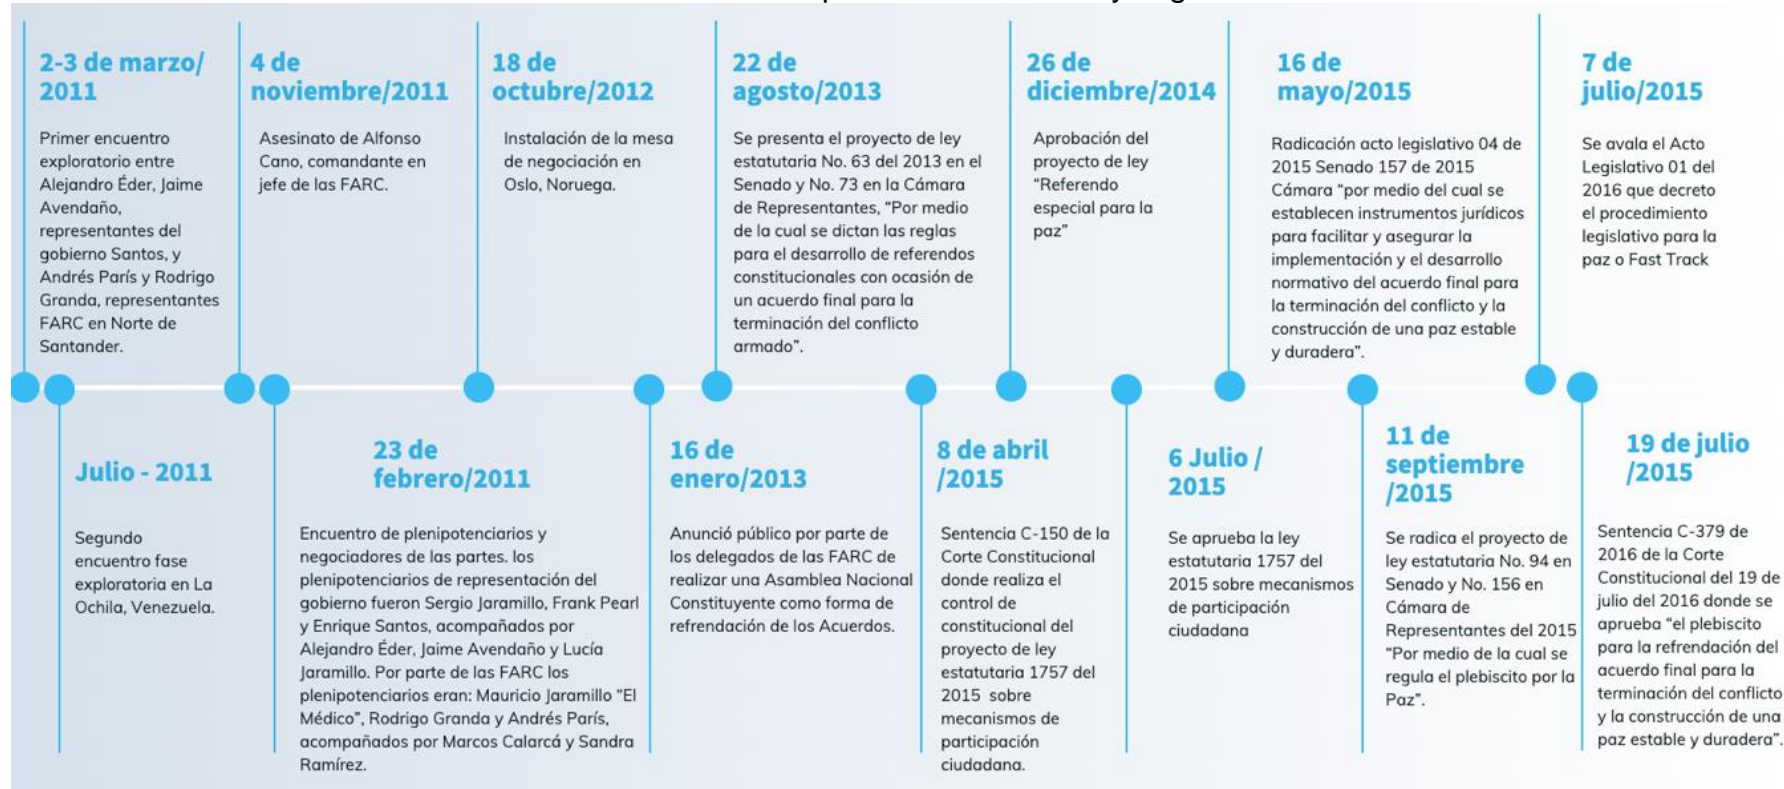 2-3 de marzo/
2011
Primer encuentro
exploratorio entre
Alejandro Éder, Jaime
Avendaño,
representantes del
gobierno Santos, y
Andrés París y Rodrigo
Granda, representantes
FARC en Norte de
Santander.
4 de
noviembre/2011
Asesinato de Alfonso
Cano, comandante en
jefe de las FARC.
18 de
octubre/2012
Instalación de la mesa
de negociación en
Oslo, Noruega.
22 de
agosto/2013
Se presenta el proyecto de ley
estatutaria No. 63 del 2013 en el
Senado y No. 73 en la Cámara
de Representantes, “Por medio
de la cual se dictan las reglas
para el desarrollo de referendos
constitucionales con ocasión de
un acuerdo final para la
terminación del conflicto
armado”.
26 de
diciembre/2014
Aprobación del
proyecto de ley
“Referendo
especial para la
paz”
16 de
mayo/2015
Radicación acto legislativo 04 de
2015 Senado 157 de 2015
Cámara “por medio del cual se
establecen instrumentos jurídicos
para facilitar y asegurar la
implementación y el desarrollo
normativo del acuerdo final para
la terminación del conflicto y la
construcción de una paz estable
y duradera”.
7 de
julio/2015
Se avala el Acto
Legislativo 01 del
2016 que decreto
el procedimiento
legislativo para la
paz o Fast Track
Julio - 2011
Segundo
encuentro fase
exploratoria en La
Ochila, Venezuela.
23 de
febrero/2011
Encuentro de plenipotenciarios y
negociadores de las partes. los
plenipotenciarios de representación del
gobierno fueron Sergio Jaramillo, Frank Pearl
y Enrique Santos, acompañados por
Alejandro Éder, Jaime Avendaño y Lucía
Jaramillo. Por parte de las FARC los
plenipotenciarios eran: Mauricio Jaramillo “El
Médico”, Rodrigo Granda y Andrés París,
acompañados por Marcos Calarcá y Sandra
Ramírez.
16 de
enero/2013
Anunció público por parte de
los delegados de las FARC de
realizar una Asamblea Nacional
Constituyente como forma de
refrendación de los Acuerdos.
8 de abril
/2015
Sentencia C-150 de la
Corte Constitucional
donde realiza el
control de
constitucional del
proyecto de ley
estatutaria 1757 del
2015 sobre
mecanismos de
participación
ciudadana.
6 Julio /
2015
Se aprueba la ley
estatutaria 1757 del
2015 sobre mecanismos
de participación
ciudadana
11 de
septiembre
/2015
Se radica el proyecto de
ley estatutaria No. 94 en
Senado y No. 156 en
Cámara de
Representantes del 2015
“Por medio de la cual se
regula el plebiscito por la
Paz”.
19 de julio
/2015
Sentencia C-379 de
2016 de la Corte
Constitucional del 19 de
julio del 2016 donde se
aprueba “el plebiscito
para la refrendación del
acuerdo final para la
terminación del conflicto
y la construcción de una
paz estable y duradera”.